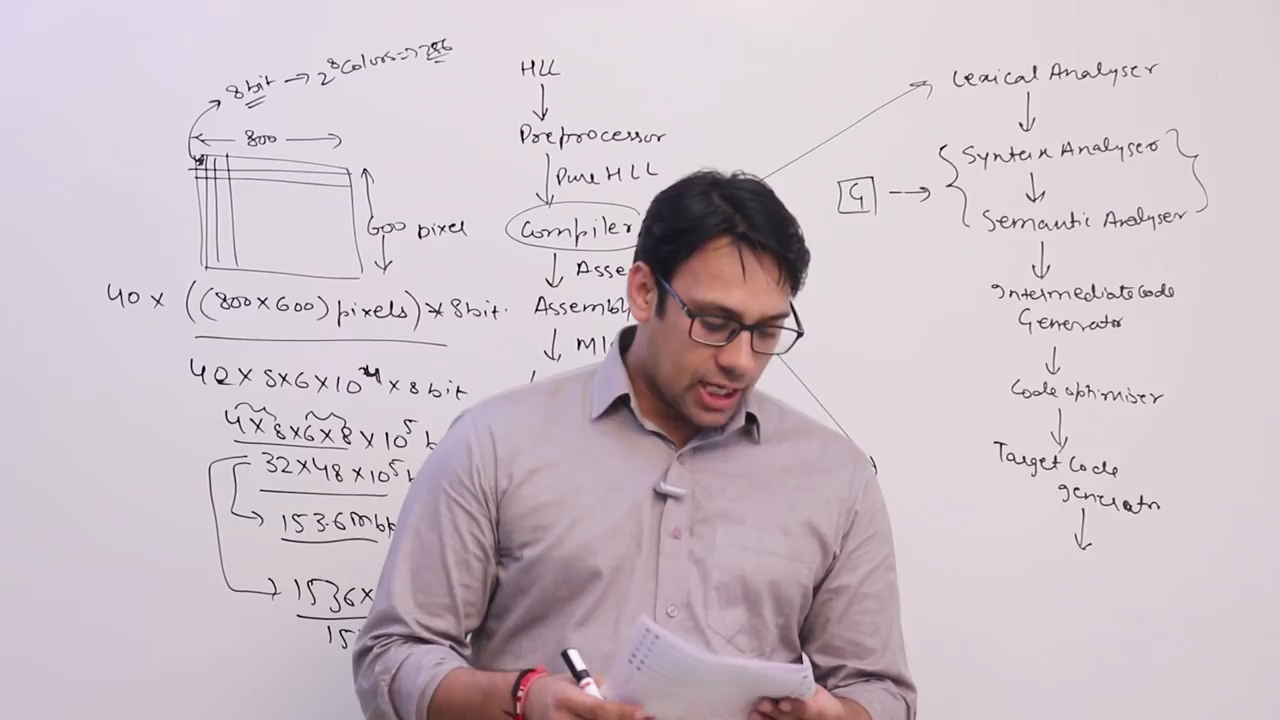 8bit → 2^8 Colors => 256
← 800 →
600 pixel
40 × ((800×600) pixels) * 8bit.
40 × 8×6×10^4 × 8 bit
4×8×6×8 × 10^5
32×48×10^5
153.6
1536×
HLL
Preprocessor
Pure HLL
Compiler
Asse
Assembl
Lexical Analyser
G → { Syntax Analyser
Semantic Analyser }
Intermediate Code
Generator
Code optimiser
Target Code
generator